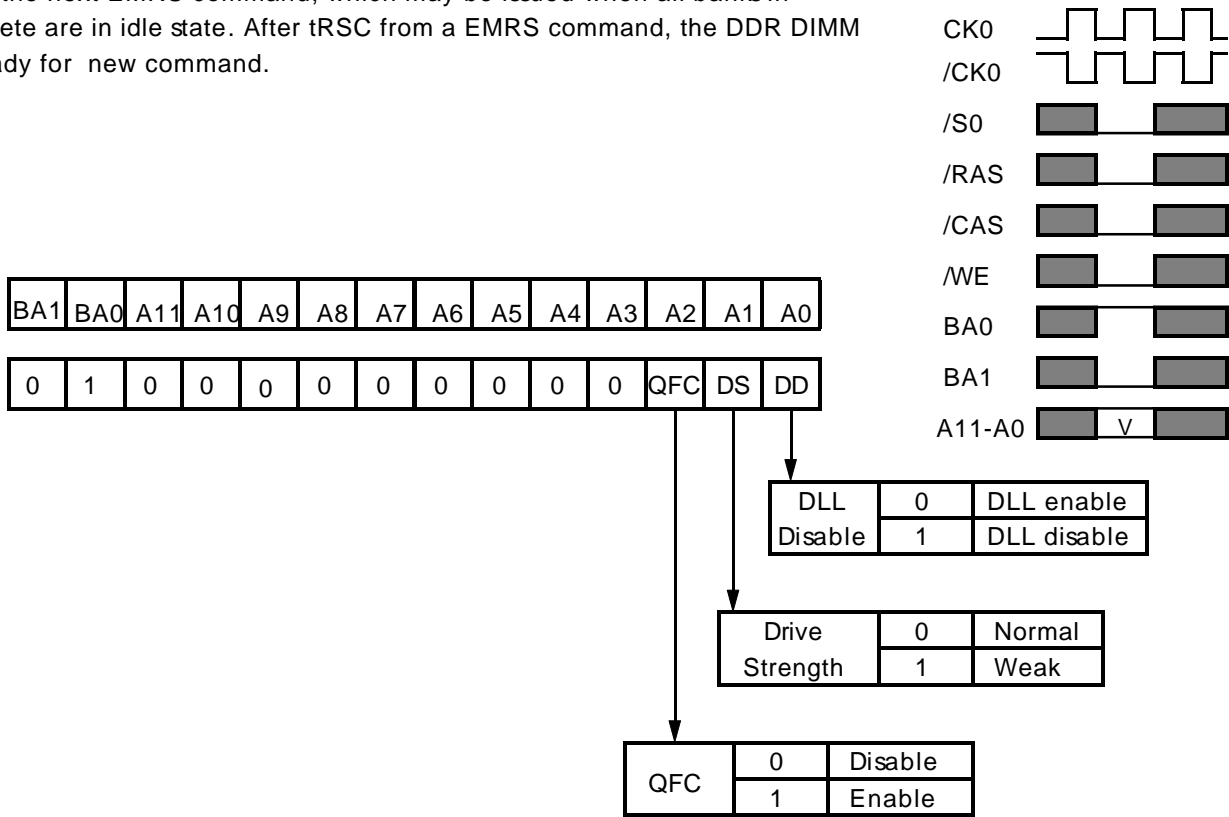 ete are in idle state. After tRSC from a EMRS command, the DDR DIMM
ady for new command.
CK0
/CK0
/S0
/RAS
/CAS
/WE
BA0
BA1
A11-A0 V
BA1 BA0 A11 A10 A9 A8 A7 A6 A5 A4 A3 A2 A1 A0
0 1 0 0 0 0 0 0 0 0 0 QFC DS DD
DLL 0 DLL enable
Disable 1 DLL disable
Drive 0 Normal
Strength 1 Weak
QFC 0 Disable
1 Enable